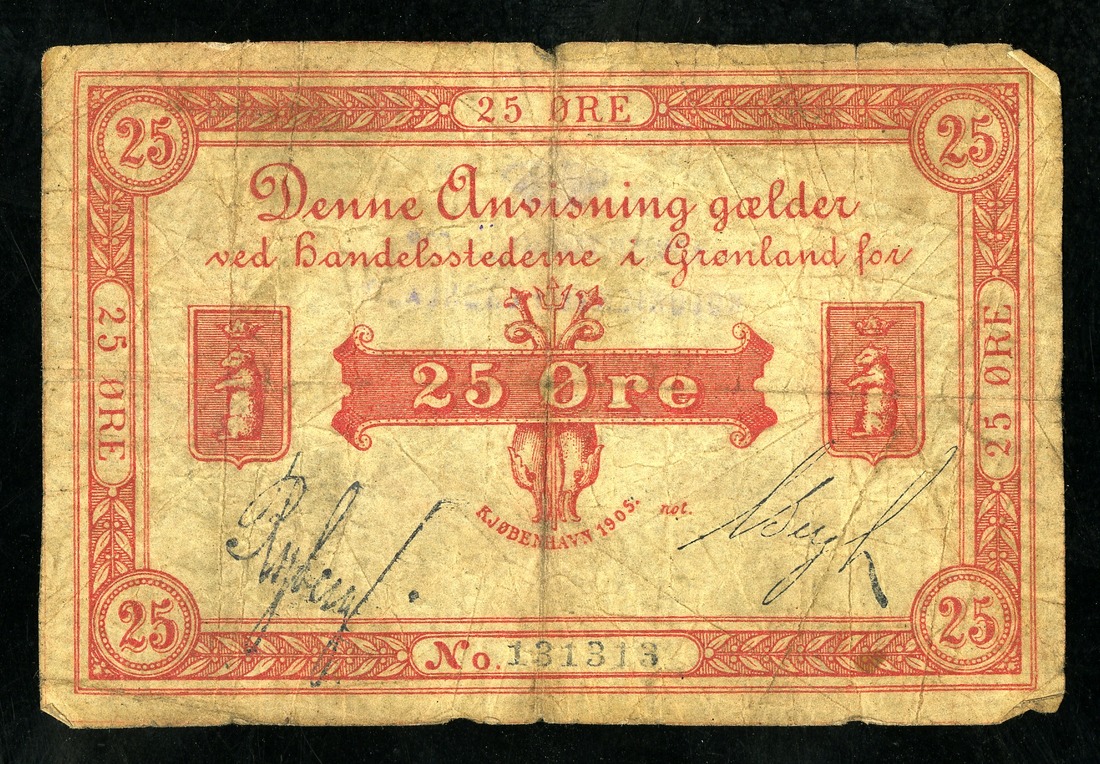 25 ØRE
25
25
Denne Anvisning gælder
ved Handelsstederne i Grønland for
25 ØRE
25 Øre
25 ØRE
KJØBENHAVN 1905.
not.
25
25
No. 131313